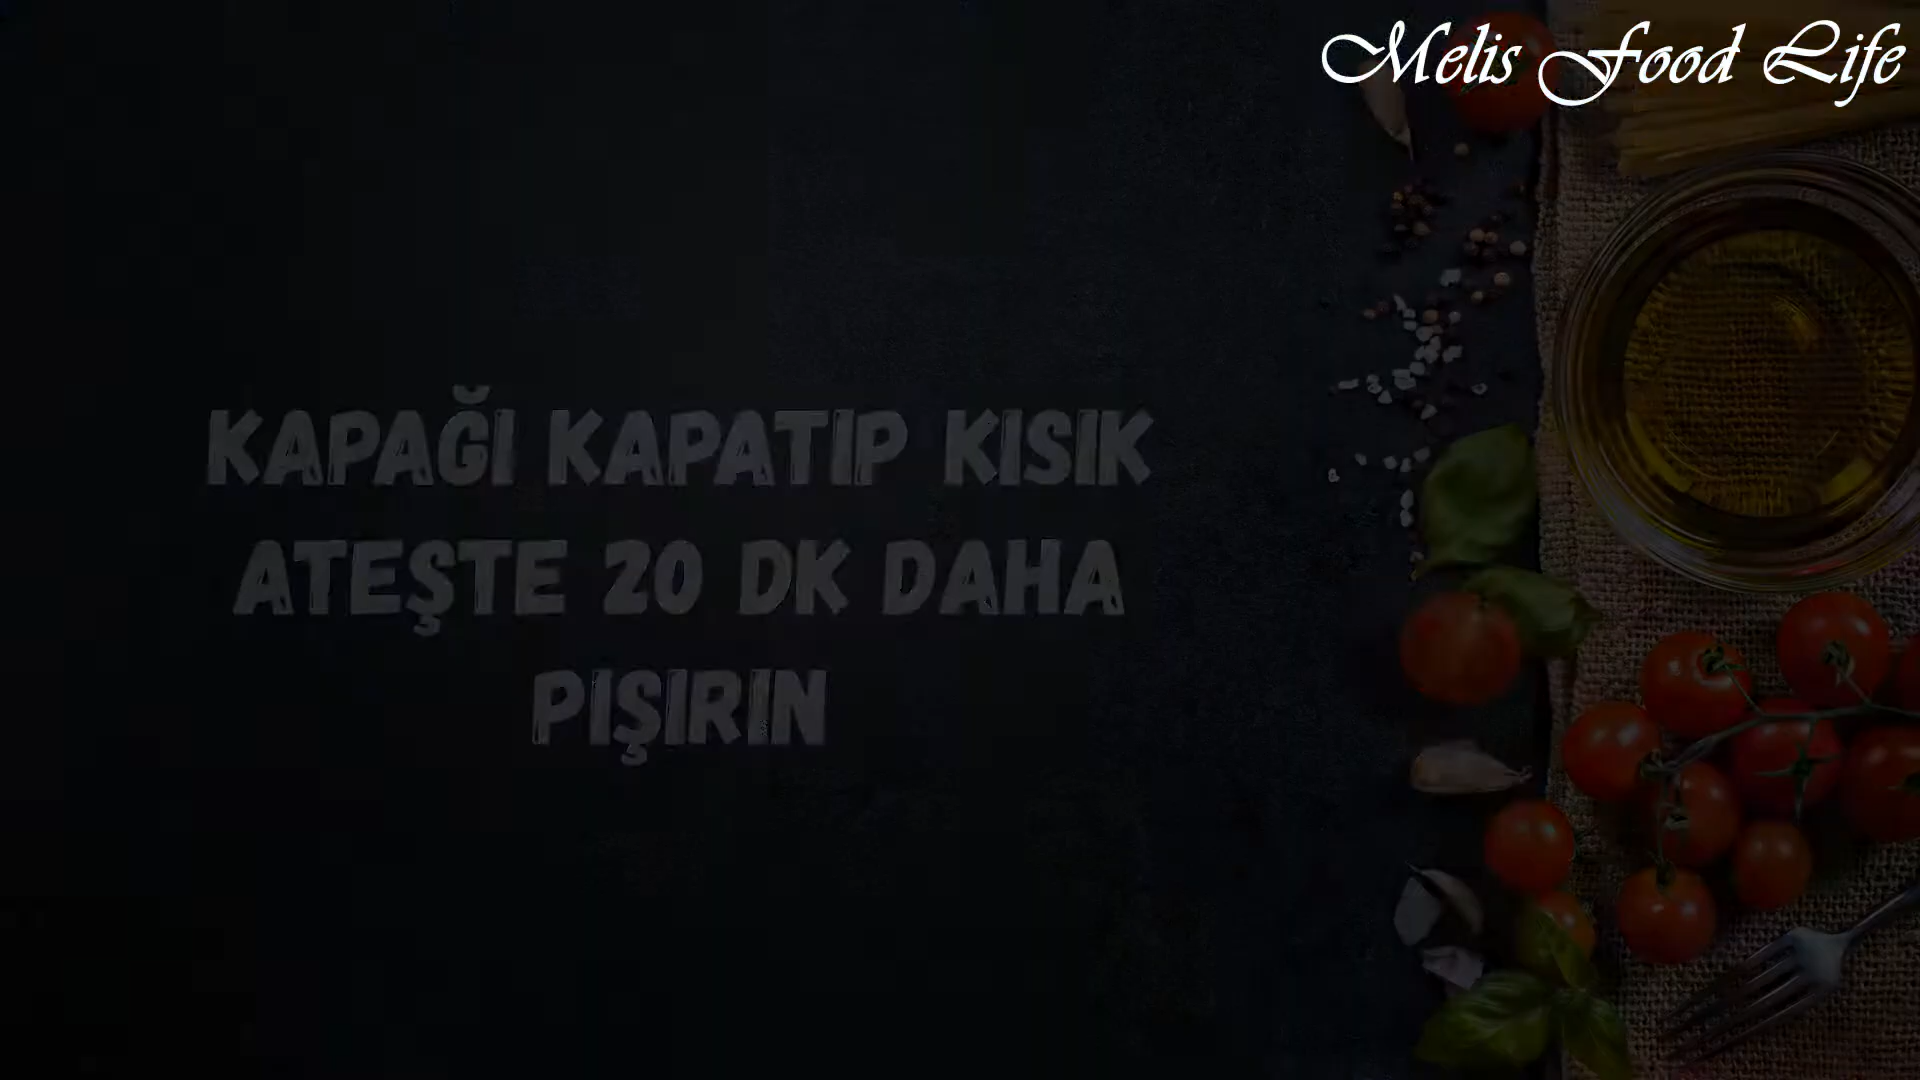 Melis Food Life
KAPAĞI KAPATIP KISIK
ATEŞTE 20 DK DAHA
PIŞIRIN